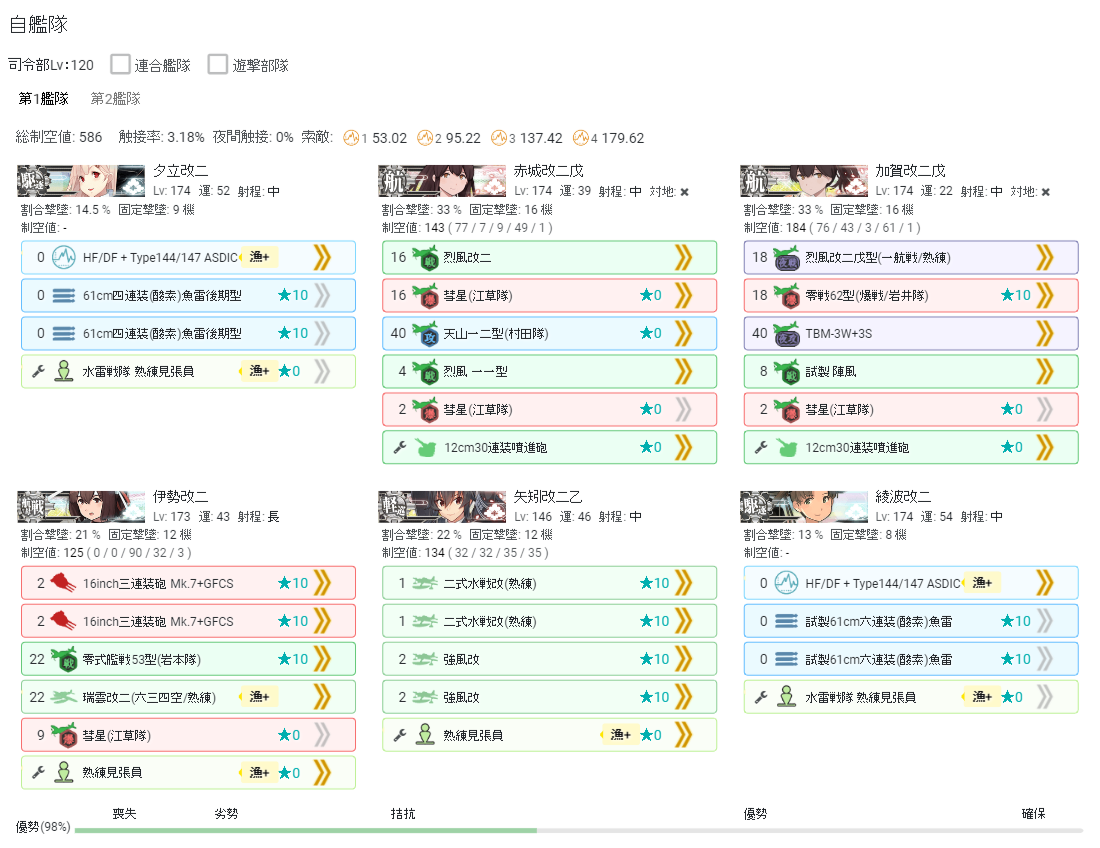 自艦隊
司令部Lv:120 連合艦隊 遊撃部隊
第1艦隊 第2艦隊
総制空値: 586 触接率: 3.18% 夜間触接: 0% 索敵: 1 53.02 2 95.22 3 137.42 4 179.62
駆逐 夕立改二
Lv: 174 運: 52 射程: 中
割合撃墜: 14.5 % 固定撃墜: 9 機
制空値: -
0 HF/DF + Type144/147 ASDIC 漁+
0 61cm四連装(酸素)魚雷後期型 ★10
0 61cm四連装(酸素)魚雷後期型 ★10
水雷戦隊 熟練見張員 漁+ ★0
航 赤城改二戊
Lv: 174 運: 39 射程: 中 対地: ×
割合撃墜: 33 % 固定撃墜: 16 機
制空値: 143 ( 77 / 7 / 9 / 49 / 1 )
16 戦 烈風改二
16 爆 彗星(江草隊) ★0
40 攻 天山一二型(村田隊) ★0
4 戦 烈風 一一型
2 爆 彗星(江草隊) ★0
12cm30連装噴進砲 ★0
航 加賀改二戊
Lv: 174 運: 22 射程: 中 対地: ×
割合撃墜: 33 % 固定撃墜: 16 機
制空値: 184 ( 76 / 43 / 3 / 61 / 1 )
18 夜戦 烈風改二戊型(一航戦/熟練)
18 爆 零戦62型(爆戦/岩井隊) ★10
40 夜攻 TBM-3W+3S
8 戦 試製 陣風
2 爆 彗星(江草隊) ★0
12cm30連装噴進砲 ★0
航戦 伊勢改二
Lv: 173 運: 43 射程: 長
割合撃墜: 21 % 固定撃墜: 12 機
制空値: 125 ( 0 / 0 / 90 / 32 / 3 )
2 16inch三連装砲 Mk.7+GFCS ★10
2 16inch三連装砲 Mk.7+GFCS ★10
22 戦 零式艦戦53型(岩本隊) ★10
22 瑞雲改二(六三四空/熟練) 漁+
9 爆 彗星(江草隊) ★0
熟練見張員 漁+ ★0
軽巡 矢矧改二乙
Lv: 146 運: 46 射程: 中
割合撃墜: 22 % 固定撃墜: 12 機
制空値: 134 ( 32 / 32 / 35 / 35 )
1 二式水戦改(熟練) ★10
1 二式水戦改(熟練) ★10
2 強風改 ★10
2 強風改 ★10
熟練見張員 漁+ ★0
駆逐 綾波改二
Lv: 174 運: 54 射程: 中
割合撃墜: 13 % 固定撃墜: 8 機
制空値: -
0 HF/DF + Type144/147 ASDIC 漁+
0 試製61cm六連装(酸素)魚雷 ★10
0 試製61cm六連装(酸素)魚雷 ★10
水雷戦隊 熟練見張員 漁+ ★0
喪失 劣勢 拮抗 優勢 確保
優勢(98%)